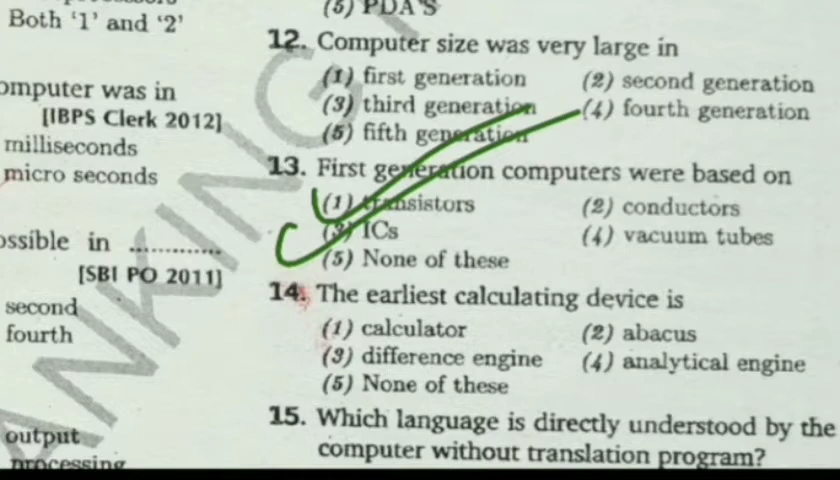 Both '1' and '2'
omputer was in
[IBPS Clerk 2012]
milliseconds
micro seconds
ossible in .............
[SBI PO 2011]
second
fourth
output
processing
(5) PDA'S
12. Computer size was very large in
(1) first generation (2) second generation
(3) third generation (4) fourth generation
(5) fifth generation
13. First generation computers were based on
(1) transistors (2) conductors
(3) ICs (4) vacuum tubes
(5) None of these
14. The earliest calculating device is
(1) calculator (2) abacus
(3) difference engine (4) analytical engine
(5) None of these
15. Which language is directly understood by the
computer without translation program?
ANKING